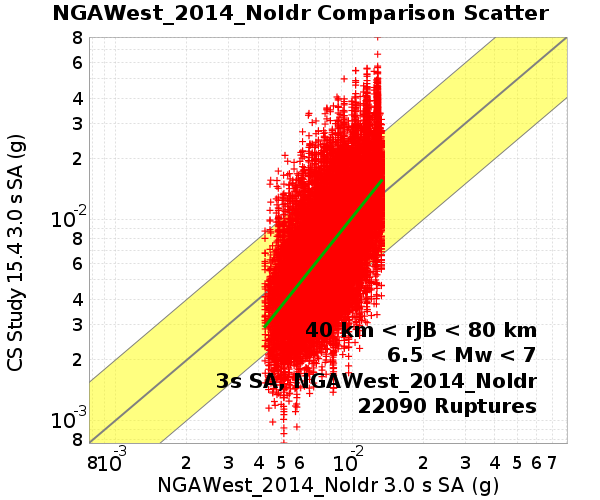 NGAWest_2014_NoIdr Comparison Scatter
CS Study 15.4 3.0 s SA (g)
8
6
4
3
2
10-2
8
6
4
3
2
10-3
8
40 km < rJB < 80 km
6.5 < Mw < 7
3s SA, NGAWest_2014_NoIdr
22090 Ruptures
8 10-3 2 3 4 5 6 10-2 2 3 4 5 6 7
NGAWest_2014_NoIdr 3.0 s SA (g)